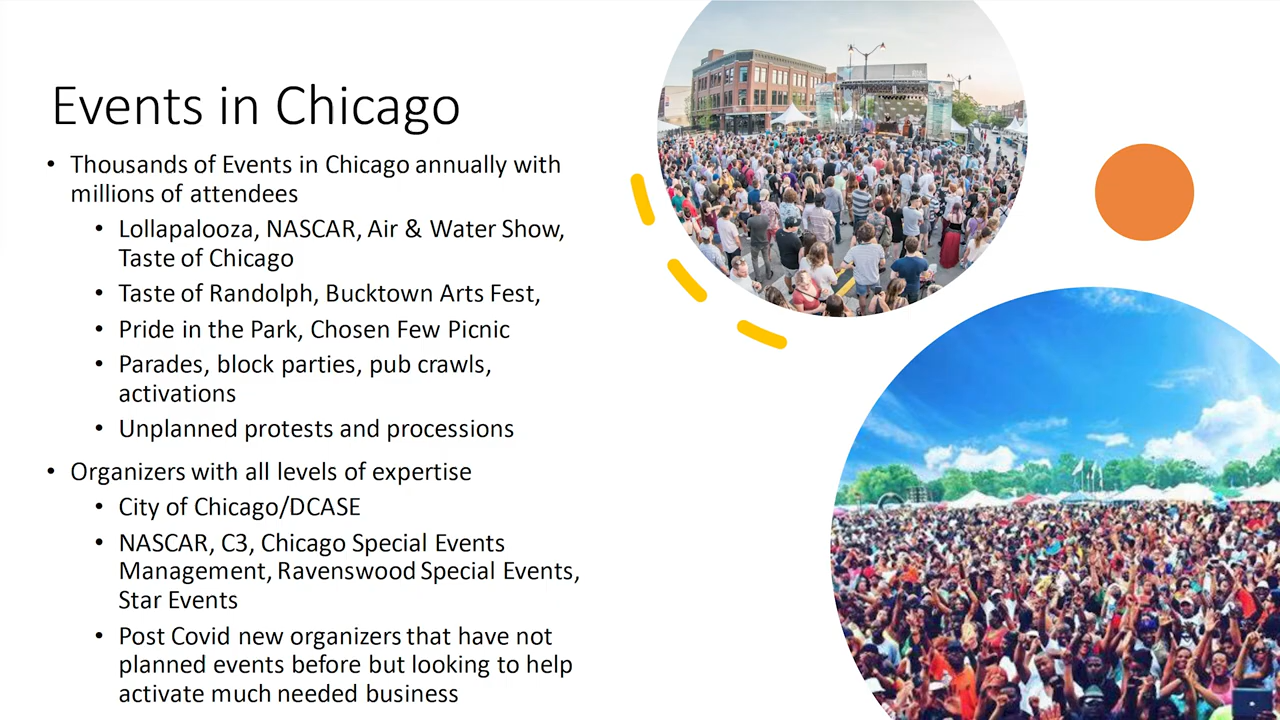 Events in Chicago
• Thousands of Events in Chicago annually with
millions of attendees
• Lollapalooza, NASCAR, Air & Water Show,
Taste of Chicago
• Taste of Randolph, Bucktown Arts Fest,
• Pride in the Park, Chosen Few Picnic
• Parades, block parties, pub crawls,
activations
• Unplanned protests and processions
• Organizers with all levels of expertise
• City of Chicago/DCASE
• NASCAR, C3, Chicago Special Events
Management, Ravenswood Special Events,
Star Events
• Post Covid new organizers that have not
planned events before but looking to help
activate much needed business